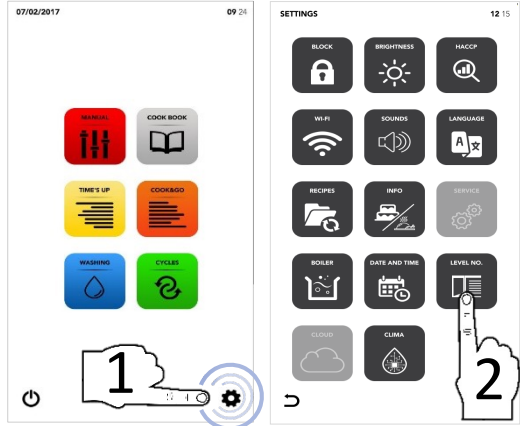 07/02/2017 09 24
MANUAL COOK BOOK
TIME'S UP COOK&GO
WASHING CYCLES
1
SETTINGS 12 15
BLOCK BRIGHTNESS HACCP
WI-FI SOUNDS LANGUAGE
A
RECIPES INFO SERVICE
BOILER DATE AND TIME LEVEL NO.
CLOUD CLIMA
2